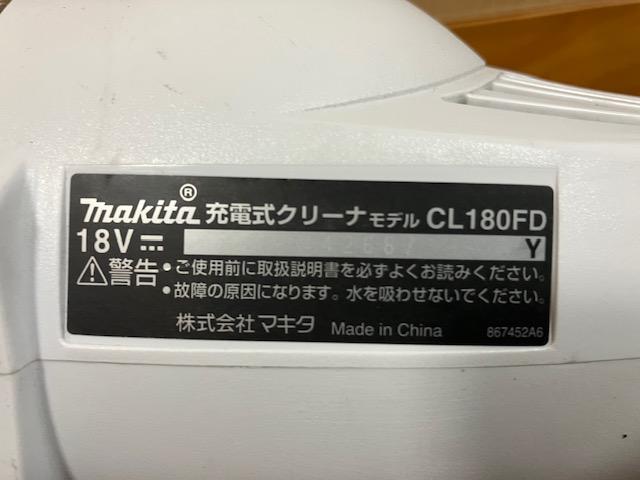 makita® 充電式クリーナ モデル CL180FD
18V Y
⚠警告 •ご使用前に取扱説明書を必ずよくお読みください。
•故障の原因になります。水を吸わせないでください。
株式会社マキタ Made in China 867452A6